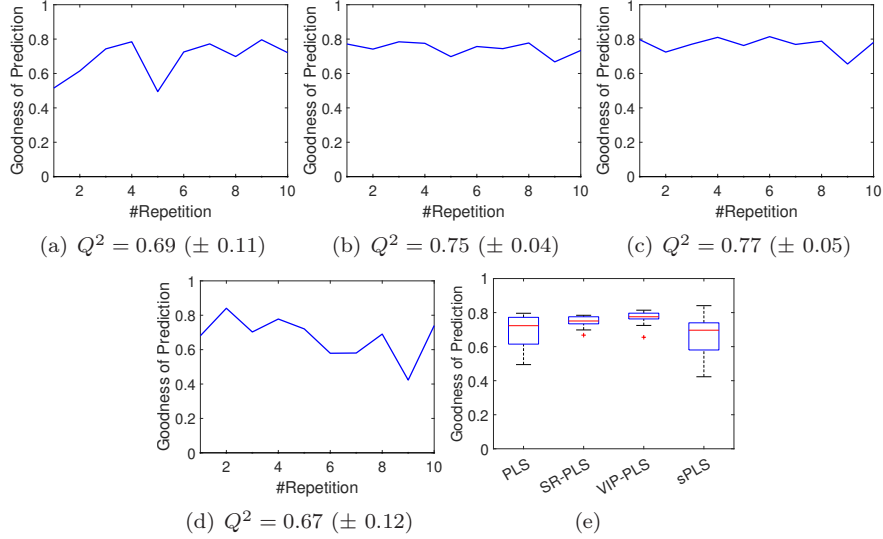 1
0.8
0.6
0.4
0.2
0
Goodness of Prediction
2 4 6 8 10
#Repetition
(a) Q² = 0.69 (± 0.11)
1
0.8
0.6
0.4
0.2
0
Goodness of Prediction
2 4 6 8 10
#Repetition
(b) Q² = 0.75 (± 0.04)
1
0.8
0.6
0.4
0.2
0
Goodness of Prediction
2 4 6 8 10
#Repetition
(c) Q² = 0.77 (± 0.05)
1
0.8
0.6
0.4
0.2
0
Goodness of Prediction
2 4 6 8 10
#Repetition
(d) Q² = 0.67 (± 0.12)
1
0.8
0.6
0.4
0.2
0
Goodness of Prediction
PLS SR-PLS VIP-PLS sPLS
(e)